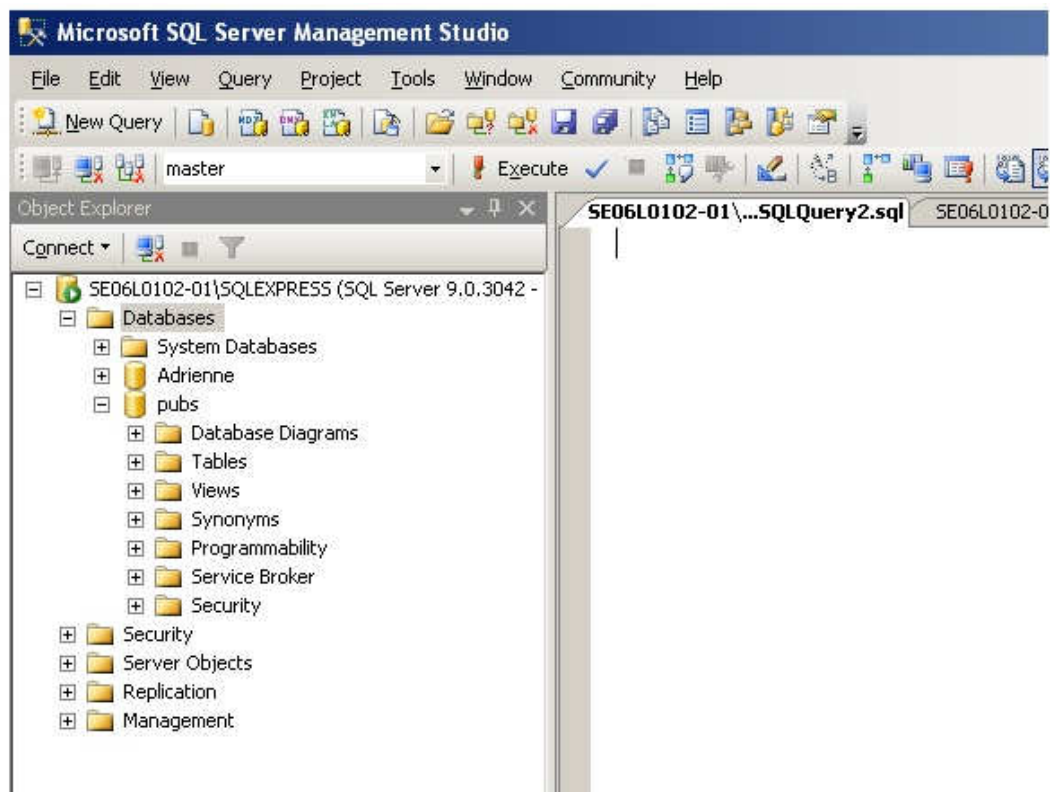 Microsoft SQL Server Management Studio
File Edit View Query Project Tools Window Community Help
New Query
master Execute
Object Explorer
SE06L0102-01\...SQLQuery2.sql SE06L0102-0
Connect
SE06L0102-01\SQLEXPRESS (SQL Server 9.0.3042 -
Databases
System Databases
Adrienne
pubs
Database Diagrams
Tables
Views
Synonyms
Programmability
Service Broker
Security
Security
Server Objects
Replication
Management